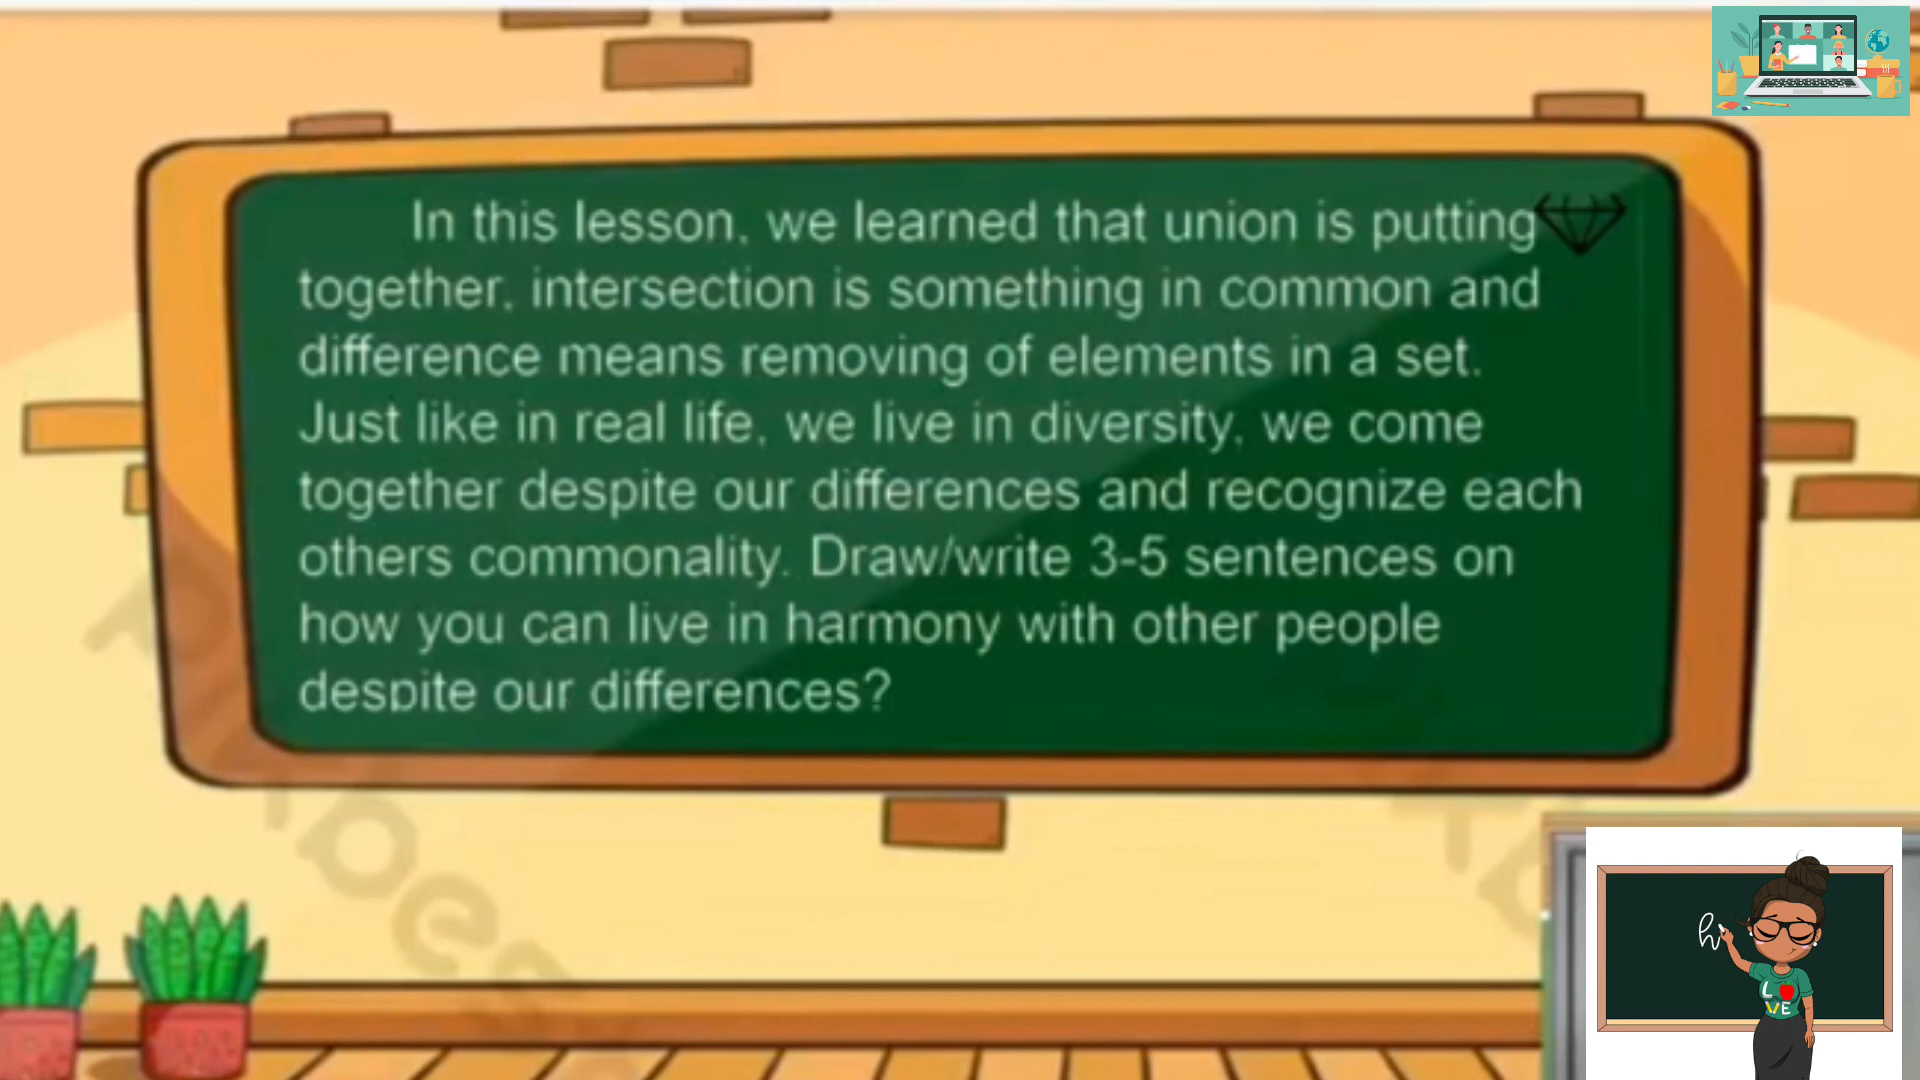 In this lesson, we learned that union is putting
together, intersection is something in common and
difference means removing of elements in a set.
Just like in real life, we live in diversity, we come
together despite our differences and recognize each
others commonality. Draw/write 3-5 sentences on
how you can live in harmony with other people
despite our differences?
h
L
VE